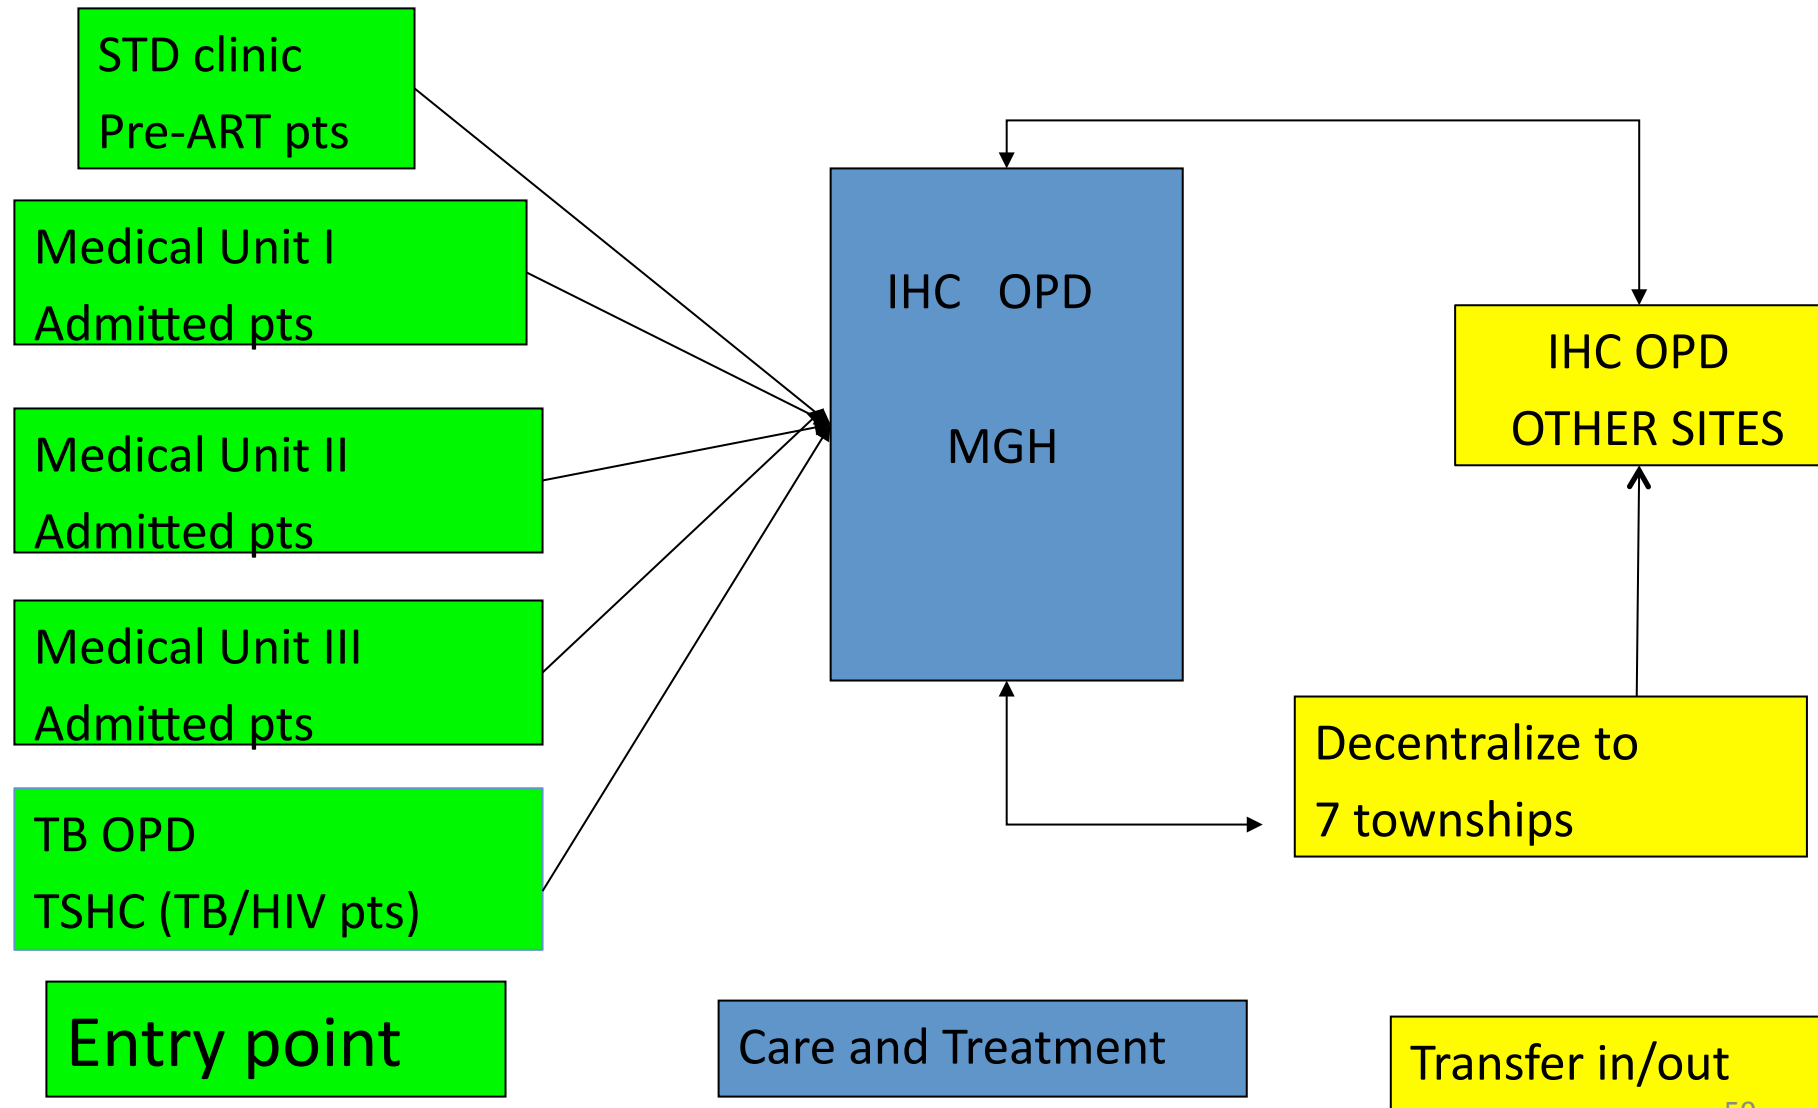 STD clinic
Pre-ART pts
Medical Unit I
Admitted pts
Medical Unit II
Admitted pts
Medical Unit III
Admitted pts
TB OPD
TSHC (TB/HIV pts)
Entry point
IHC OPD
MGH
Care and Treatment
IHC OPD
OTHER SITES
Decentralize to
7 townships
Transfer in/out